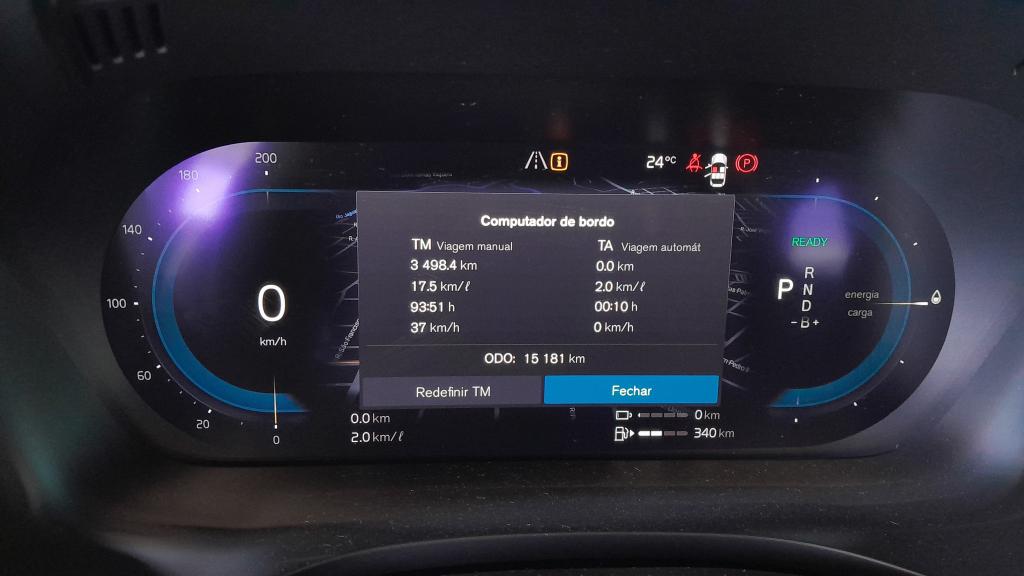 200
180
140
100
60
20
0
24°C
P
Computador de bordo
TM Viagem manual
3 498.4 km
17.5 km/ℓ
93:51 h
37 km/h
TA Viagem automát
0.0 km
2.0 km/ℓ
00:10 h
0 km/h
ODO: 15 181 km
Redefinir TM
Fechar
0
km/h
READY
P
R
N
D
-B+
energia
carga
0.0 km
2.0 km/ℓ
0 km
340 km